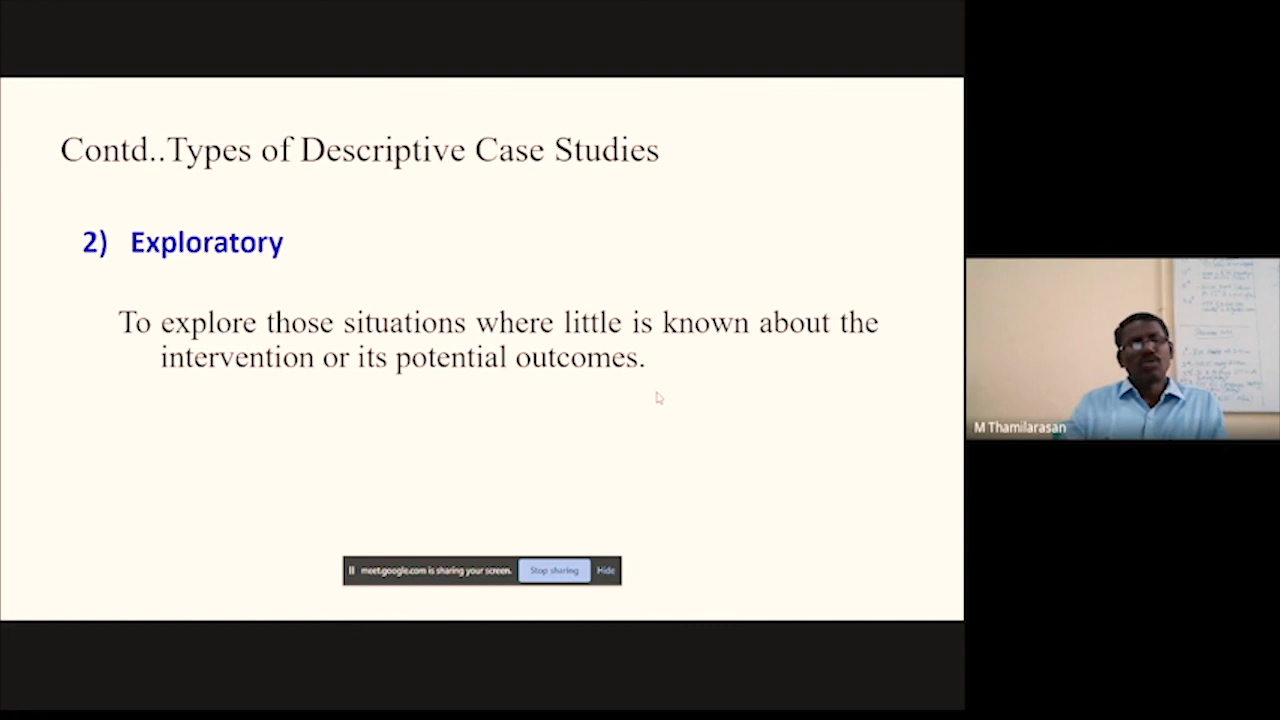 Contd..Types of Descriptive Case Studies
2) Exploratory
To explore those situations where little is known about the
intervention or its potential outcomes.
meet.google.com is sharing your screen. Stop sharing Hide
M Thamilarasan